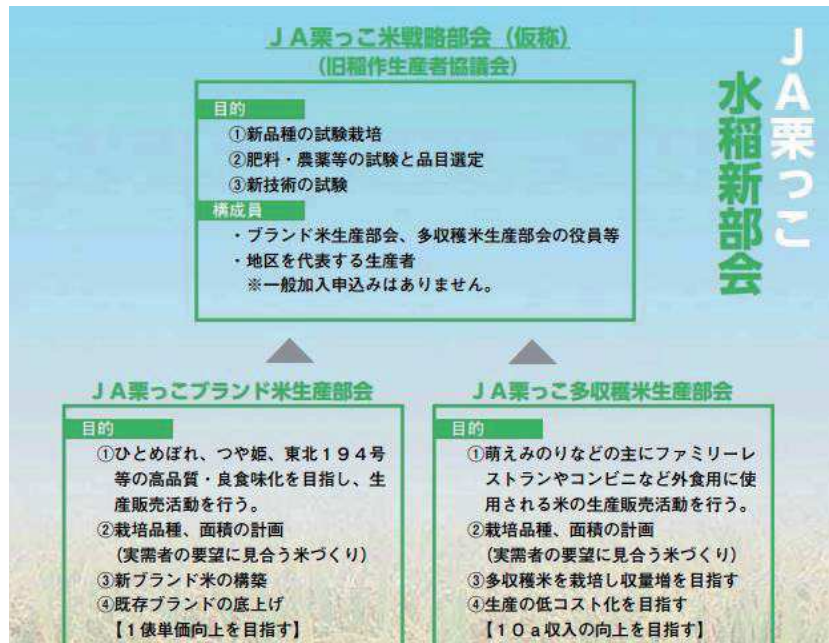 JA栗っこ
水稲新部会
JA栗っこ米戦略部会（仮称）
（旧稲作生産者協議会）
目的
①新品種の試験栽培
②肥料・農薬等の試験と品目選定
③新技術の試験
構成員
・ブランド米生産部会、多収穫米生産部会の役員等
・地区を代表する生産者
※一般加入申込みはありません。
JA栗っこブランド米生産部会
目的
①ひとめぼれ、つや姫、東北194号
等の高品質・良食味化を目指し、生
産販売活動を行う。
②栽培品種、面積の計画
（実需者の要望に見合う米づくり）
③新ブランド米の構築
④既存ブランドの底上げ
【1俵単価向上を目指す】
JA栗っこ多収穫米生産部会
目的
①萌えみのりなどの主にファミリーレ
ストランやコンビニなど外食用に使
用される米の生産販売活動を行う。
②栽培品種、面積の計画
（実需者の要望に見合う米づくり）
③多収穫米を栽培し収量増を目指す
④生産の低コスト化を目指す
【10a収入の向上を目指す】